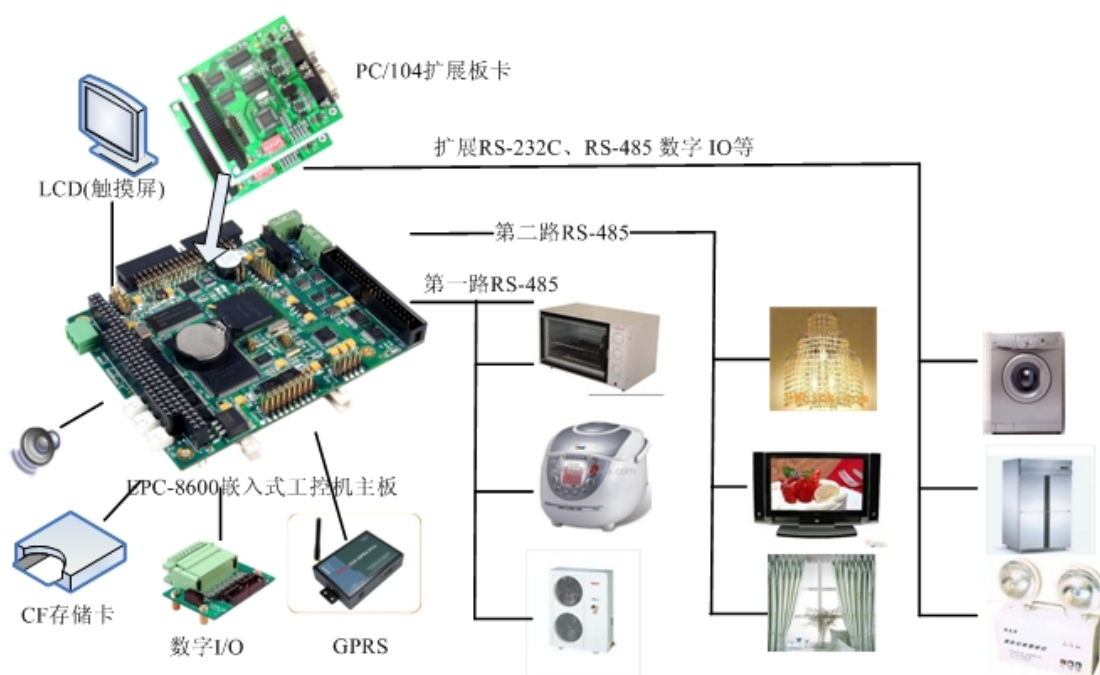 PC/104扩展板卡
扩展RS-232C、RS-485 数字 IO等
LCD(触摸屏)
第二路RS-485
第一路RS-485
EPC-8600嵌入式工控机主板
CF存储卡
数字I/O
GPRS